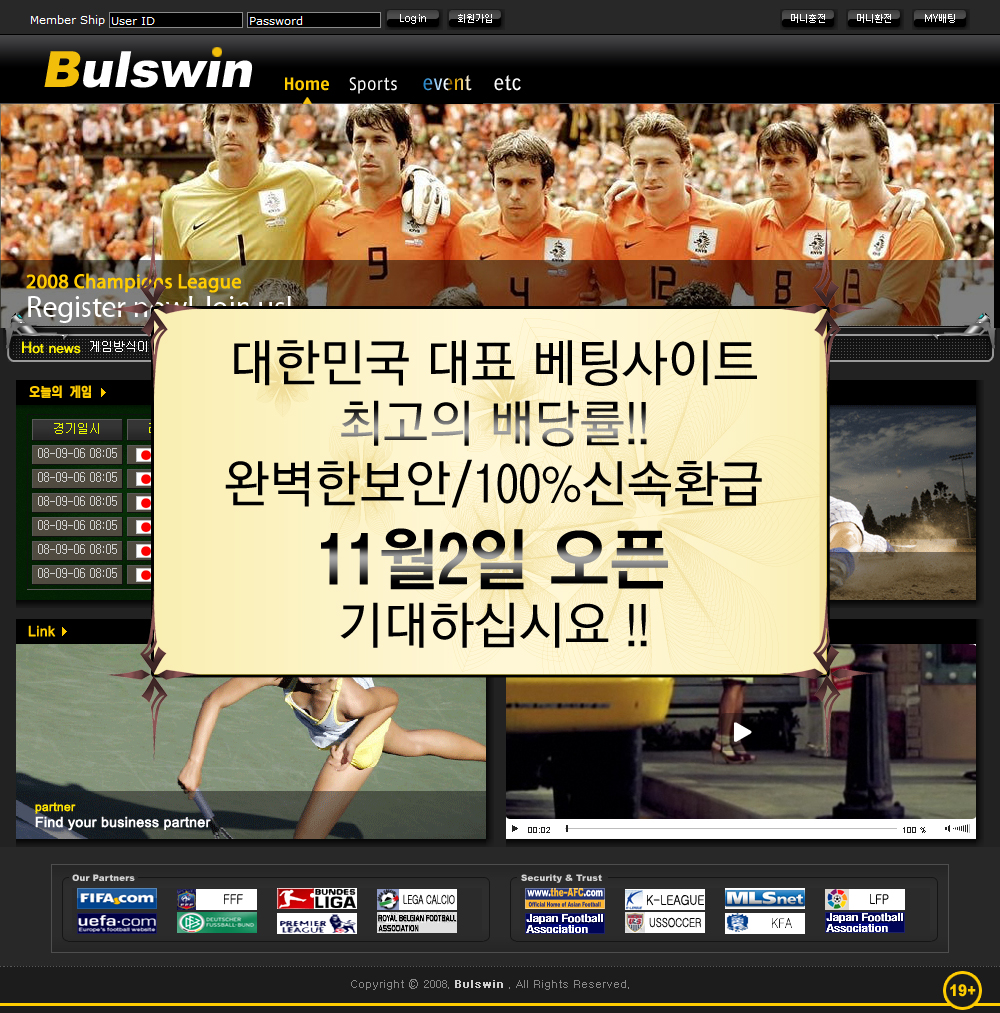 Member Ship User ID Password Login 회원가입 머니충전 머니환전 MY배팅
Bulswin
Home Sports event etc
2008 Champions League
Register now! Join us!
Hot news 게임방식이
대한민국 대표 베팅사이트
최고의 배당률!!
완벽한보안/100%신속환급
11월2일 오픈
기대하십시요 !!
오늘의 게임
경기일시
08-09-06 08:05
08-09-06 08:05
08-09-06 08:05
08-09-06 08:05
08-09-06 08:05
08-09-06 08:05
Link
partner
Find your business partner
00:02 100 %
Our Partners
FIFA.com FFF BUNDESLIGA LEGA CALCIO
uefa.com DEUTSCHER FUSSBALL-BUND PREMIER LEAGUE ROYAL BELGIAN FOOTBALL ASSOCIATION
Europe's football website
Security & Trust
www.the-AFC.com K-LEAGUE MLSnet LFP
Official Home of Asian Football
Japan Football Association USSOCCER KFA Japan Football Association
Copyright © 2008, Bulswin , All Rights Reserved,
19+